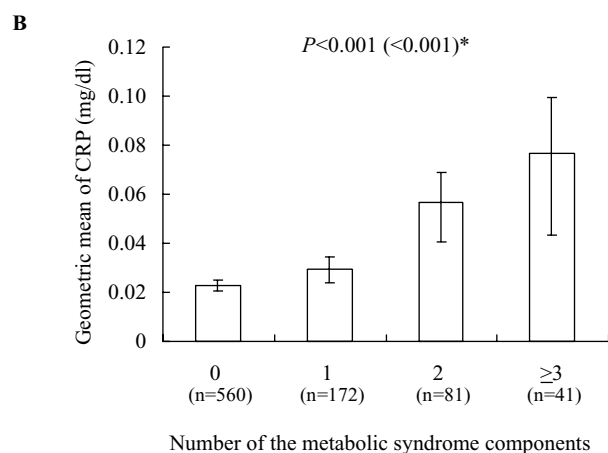 B
P<0.001 (<0.001)*
Geometric mean of CRP (mg/dl)
0.12
0.10
0.08
0.06
0.04
0.02
0
0 1 2 ≥3
(n=560) (n=172) (n=81) (n=41)
Number of the metabolic syndrome components